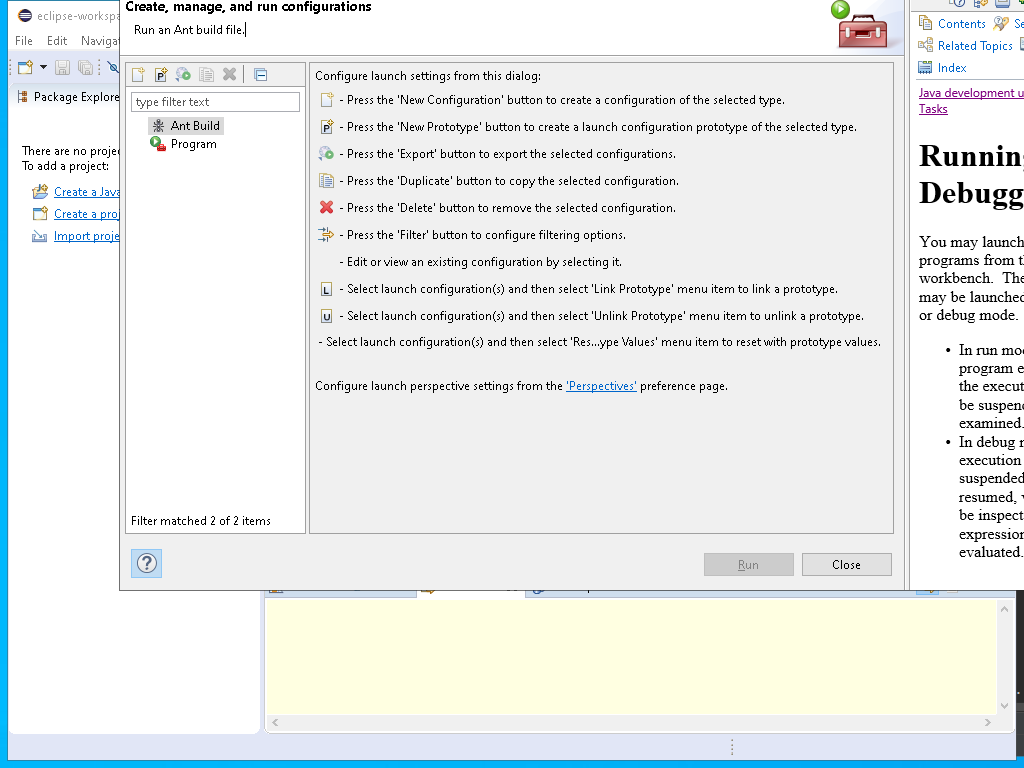 eclipse-workspa
File Edit Navigat
Package Explore
There are no projec
To add a project:
Create a Java
Create a proj
Import proje
Create, manage, and run configurations
Run an Ant build file.
type filter text
Ant Build
Program
Filter matched 2 of 2 items
Configure launch settings from this dialog:
- Press the 'New Configuration' button to create a configuration of the selected type.
- Press the 'New Prototype' button to create a launch configuration prototype of the selected type.
- Press the 'Export' button to export the selected configurations.
- Press the 'Duplicate' button to copy the selected configuration.
- Press the 'Delete' button to remove the selected configuration.
- Press the 'Filter' button to configure filtering options.
- Edit or view an existing configuration by selecting it.
- Select launch configuration(s) and then select 'Link Prototype' menu item to link a prototype.
- Select launch configuration(s) and then select 'Unlink Prototype' menu item to unlink a prototype.
- Select launch configuration(s) and then select 'Res...ype Values' menu item to reset with prototype values.
Configure launch perspective settings from the 'Perspectives' preference page.
Run
Close
Contents Se
Related Topics
Index
Java development u
Tasks
Running
Debugg
You may launch
programs from th
workbench. The
may be launched
or debug mode.
• In run mod
program e
the execut
be suspend
examined.
• In debug m
execution
suspended
resumed, v
be inspect
expression
evaluated.